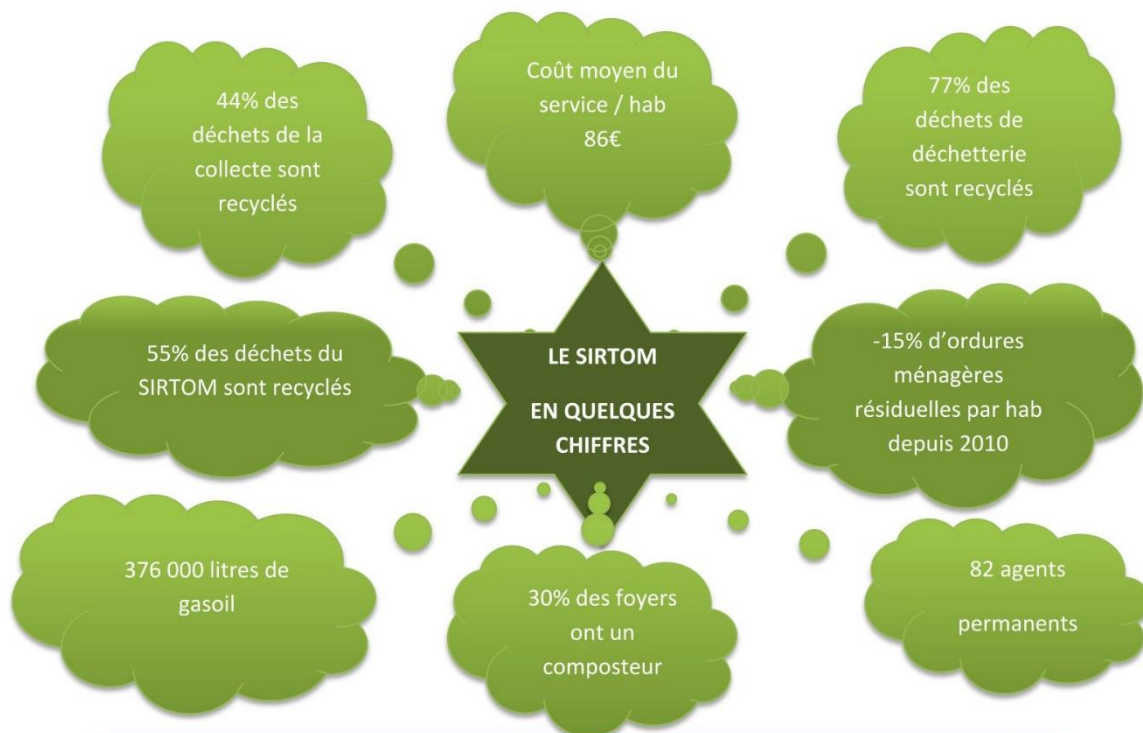 44% des
déchets de la
collecte sont
recyclés
Coût moyen du
service / hab
86€
77% des
déchets de
déchetterie
sont recyclés
55% des déchets du
SIRTOM sont recyclés
LE SIRTOM
EN QUELQUES
CHIFFRES
-15% d’ordures
ménagères
résiduelles par hab
depuis 2010
376 000 litres de
gasoil
30% des foyers
ont un
composteur
82 agents
permanents